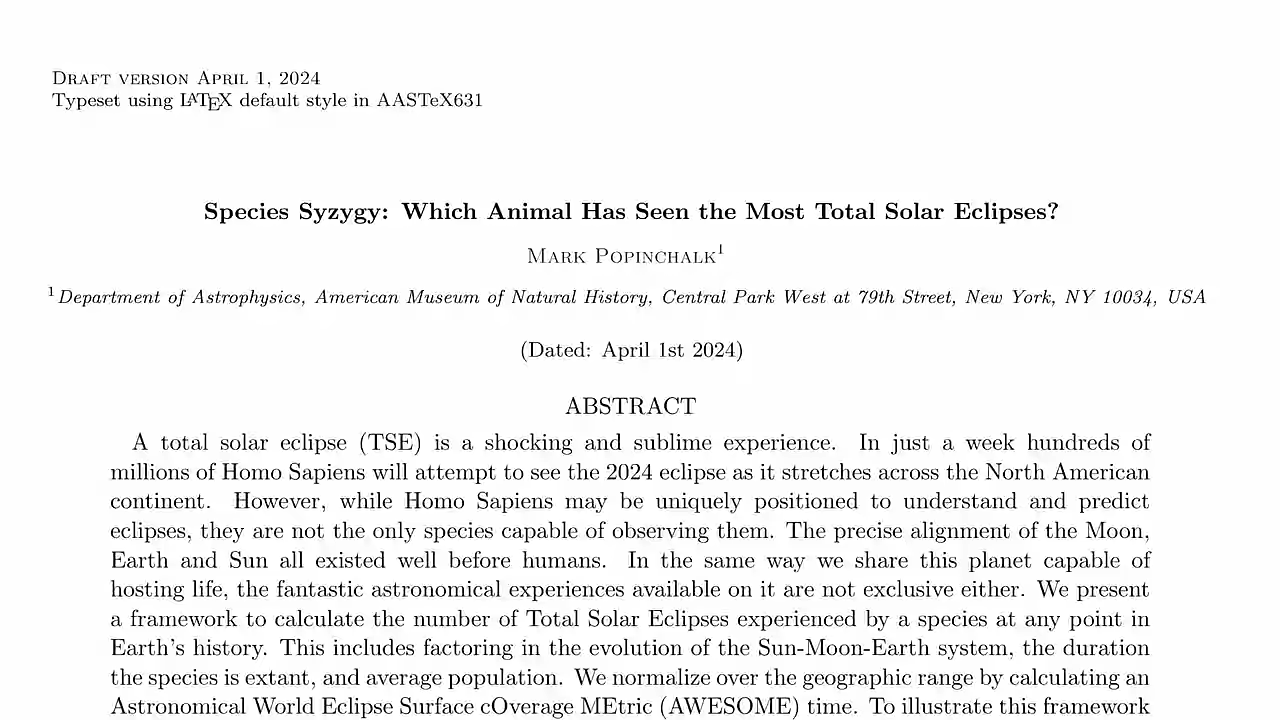 Draft version April 1, 2024
Typeset using LATEX default style in AASTeX631
Species Syzygy: Which Animal Has Seen the Most Total Solar Eclipses?
Mark Popinchalk1
1 Department of Astrophysics, American Museum of Natural History, Central Park West at 79th Street, New York, NY 10034, USA
(Dated: April 1st 2024)
ABSTRACT
A total solar eclipse (TSE) is a shocking and sublime experience. In just a week hundreds of
millions of Homo Sapiens will attempt to see the 2024 eclipse as it stretches across the North American
continent. However, while Homo Sapiens may be uniquely positioned to understand and predict
eclipses, they are not the only species capable of observing them. The precise alignment of the Moon,
Earth and Sun all existed well before humans. In the same way we share this planet capable of
hosting life, the fantastic astronomical experiences available on it are not exclusive either. We present
a framework to calculate the number of Total Solar Eclipses experienced by a species at any point in
Earth's history. This includes factoring in the evolution of the Sun-Moon-Earth system, the duration
the species is extant, and average population. We normalize over the geographic range by calculating an
Astronomical World Eclipse Surface cOverage MEtric (AWESOME) time. To illustrate this framework